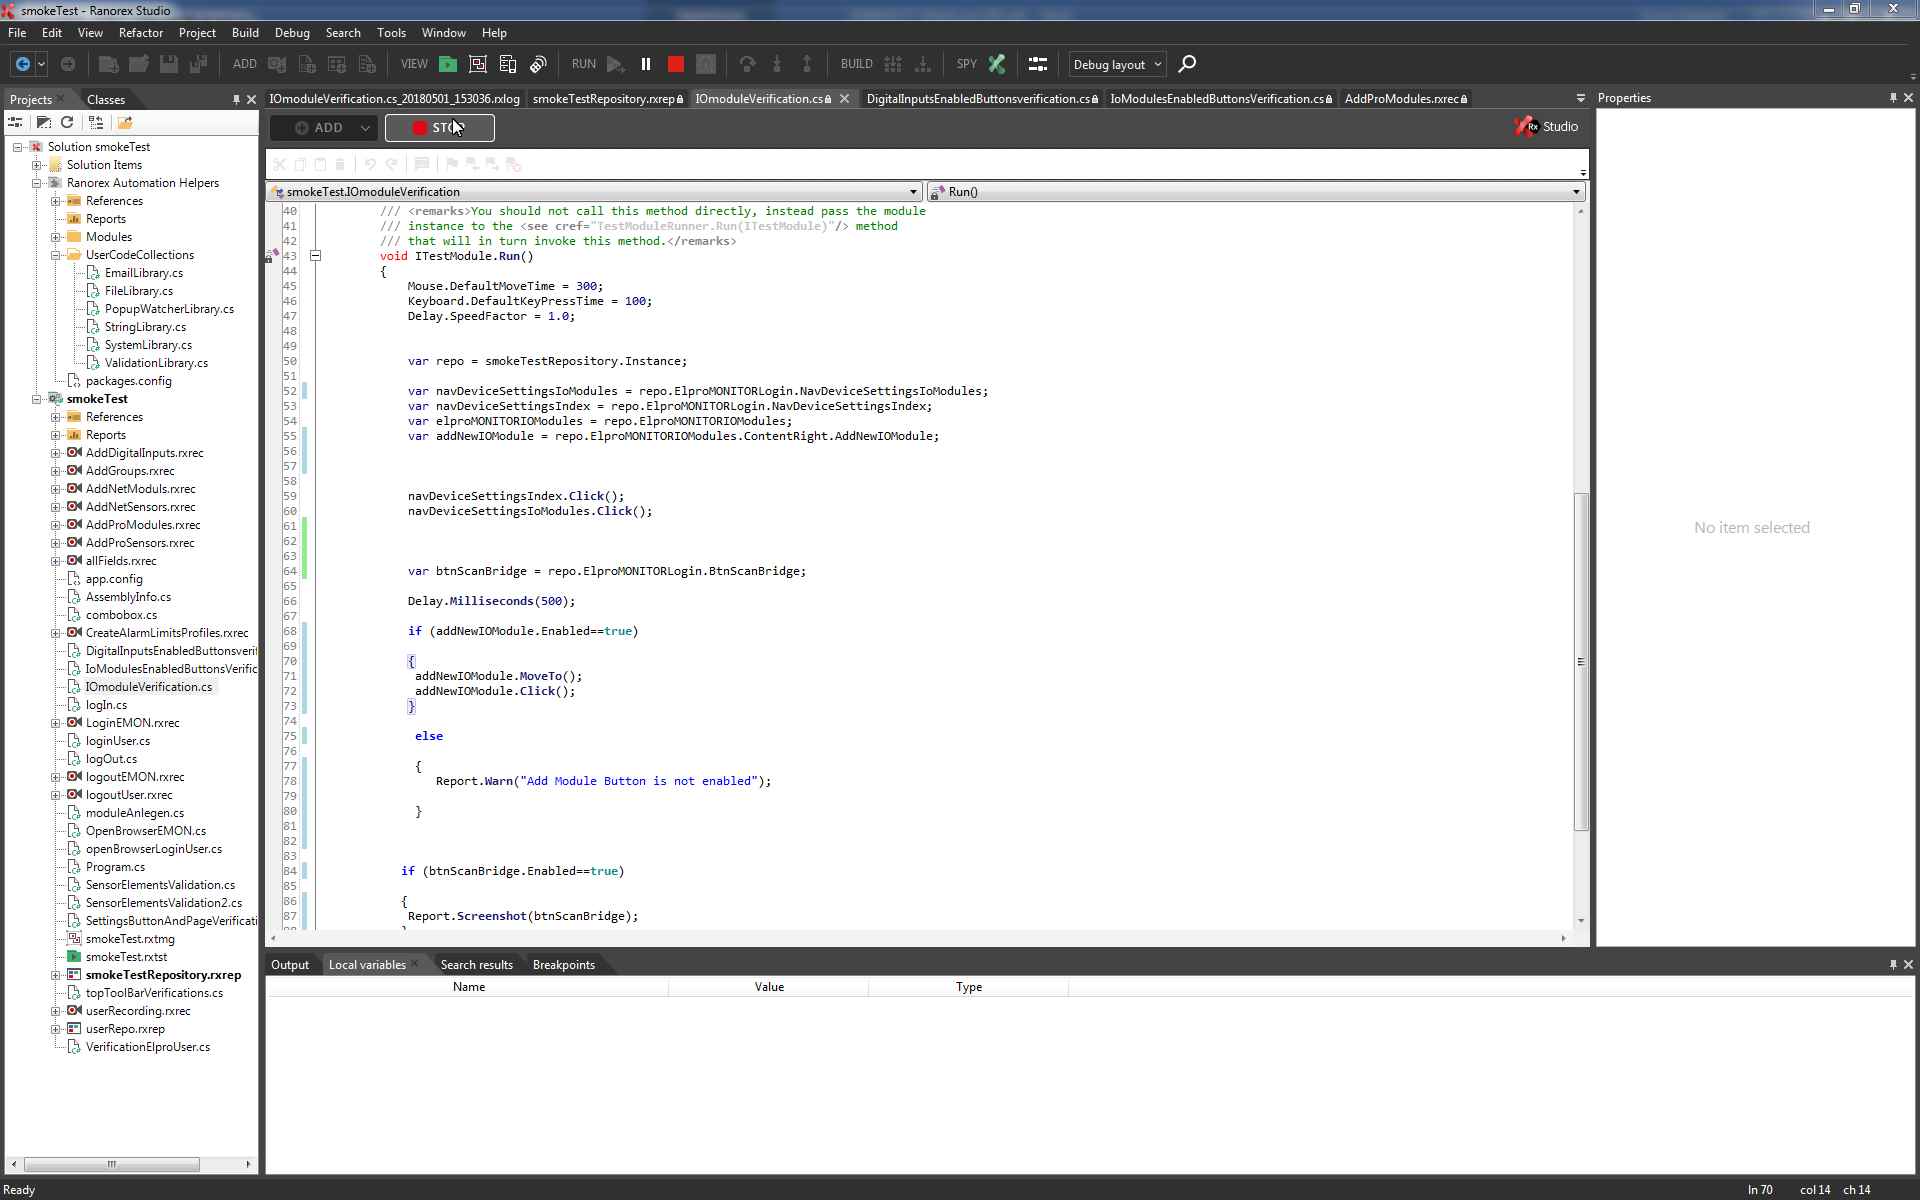 smokeTest - Ranorex Studio
File Edit View Refactor Project Build Debug Search Tools Window Help
ADD VIEW RUN BUILD SPY Debug layout
Projects Classes
IOmoduleVerification.cs_20180501_153036.rxlog smokeTestRepository.rxrep IOmoduleVerification.cs DigitalInputsEnabledButtonsverification.cs IoModulesEnabledButtonsVerification.cs AddProModules.rxrec Properties
ADD Studio
smokeTest.IOmoduleVerification Run()
Solution smokeTest
Solution Items
Ranorex Automation Helpers
References
Reports
Modules
UserCodeCollections
EmailLibrary.cs
FileLibrary.cs
PopupWatcherLibrary.cs
StringLibrary.cs
SystemLibrary.cs
ValidationLibrary.cs
packages.config
smokeTest
References
Reports
AddDigitalInputs.rxrec
AddGroups.rxrec
AddNetModuls.rxrec
AddNetSensors.rxrec
AddProModules.rxrec
AddProSensors.rxrec
allFields.rxrec
app.config
AssemblyInfo.cs
combobox.cs
CreateAlarmLimitsProfiles.rxrec
DigitalInputsEnabledButtonsverif
IoModulesEnabledButtonsVerific
IOmoduleVerification.cs
logIn.cs
LoginEMON.rxrec
loginUser.cs
logOut.cs
logoutEMON.rxrec
logoutUser.rxrec
moduleAnlegen.cs
OpenBrowserEMON.cs
openBrowserLoginUser.cs
Program.cs
SensorElementsValidation.cs
SensorElementsValidation2.cs
SettingsButtonAndPageVerificati
smokeTest.rxtmg
smokeTest.rxtst
smokeTestRepository.rxrep
topToolBarVerifications.cs
userRecording.rxrec
userRepo.rxrep
VerificationElproUser.cs
40 /// <remarks>You should not call this method directly, instead pass the module
41 /// instance to the <see cref="TestModuleRunner.Run(ITestModule)"/> method
42 /// that will in turn invoke this method.</remarks>
43 void ITestModule.Run()
44 {
45 Mouse.DefaultMoveTime = 300;
46 Keyboard.DefaultKeyPressTime = 100;
47 Delay.SpeedFactor = 1.0;
48
49
50 var repo = smokeTestRepository.Instance;
51
52 var navDeviceSettingsIoModules = repo.ElproMONITORLogin.NavDeviceSettingsIoModules;
53 var navDeviceSettingsIndex = repo.ElproMONITORLogin.NavDeviceSettingsIndex;
54 var elproMONITORIOModules = repo.ElproMONITORIOModules;
55 var addNewIOModule = repo.ElproMONITORIOModules.ContentRight.AddNewIOModule;
56
57
58
59 navDeviceSettingsIndex.Click();
60 navDeviceSettingsIoModules.Click();
61
62
63
64 var btnScanBridge = repo.ElproMONITORLogin.BtnScanBridge;
65
66 Delay.Milliseconds(500);
67
68 if (addNewIOModule.Enabled==true)
69
70 {
71 addNewIOModule.MoveTo();
72 addNewIOModule.Click();
73 }
74
75 else
76
77 {
78 Report.Warn("Add Module Button is not enabled");
79
80 }
81
82
83
84 if (btnScanBridge.Enabled==true)
85
86 {
87 Report.Screenshot(btnScanBridge);
No item selected
Output Local variables Search results Breakpoints
Name Value Type
Ready ln 70 col 14 ch 14